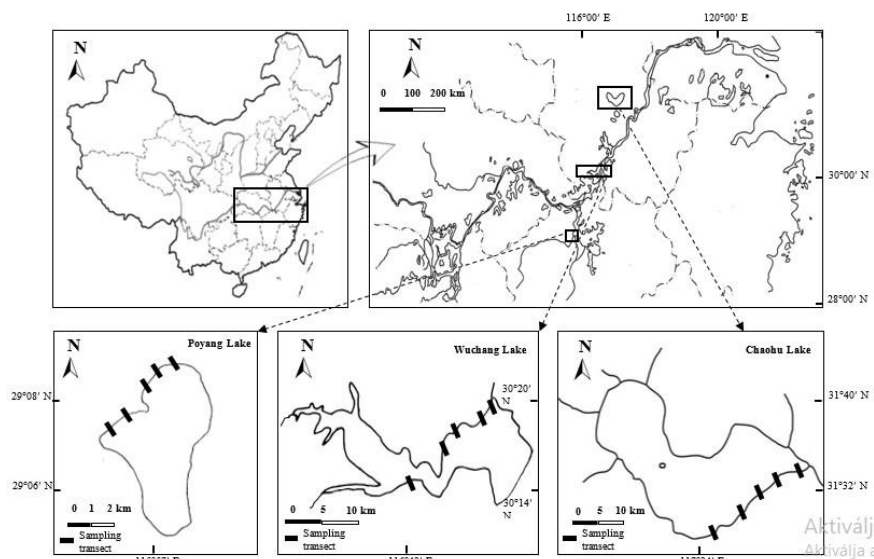 116°00' E
120°00' E
N
N
0 100 200 km
30°00' N
28°00' N
N
Poyang Lake
29°08' N
29°06' N
0 1 2 km
Sampling
transect
N
Wuchang Lake
30°20'
N
30°14'
N
0 5 10 km
Sampling
transect
N
Chaohu Lake
31°40'
N
31°32'
N
0 5 10 km
Sampling
transect
Aktivál
Aktiválja a